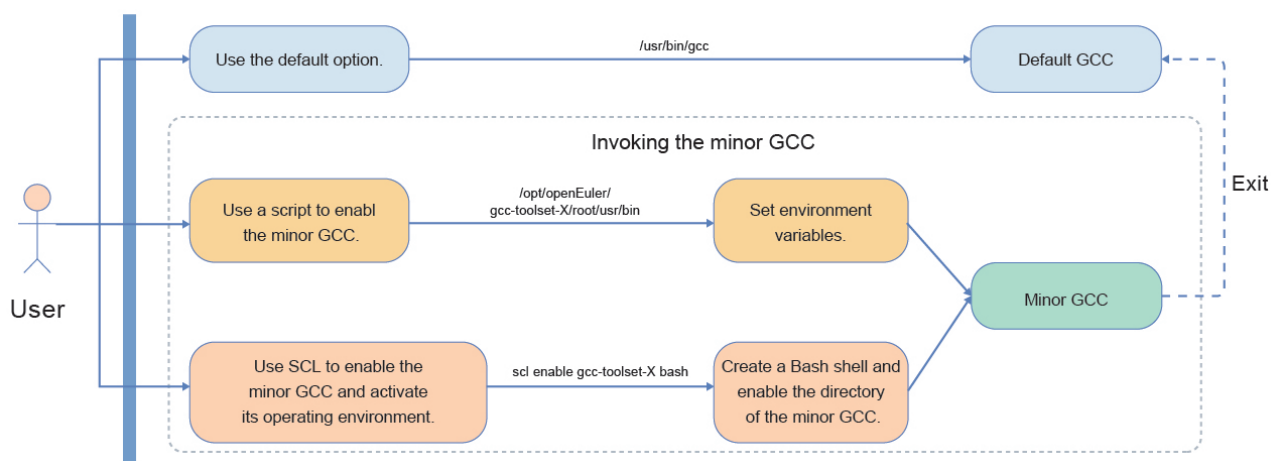 Use the default option.
/usr/bin/gcc
Default GCC
Invoking the minor GCC
Use a script to enabl
the minor GCC.
/opt/openEuler/
gcc-toolset-X/root/usr/bin
Set environment
variables.
Exit
User
Minor GCC
Use SCL to enable the
minor GCC and activate
its operating environment.
scl enable gcc-toolset-X bash
Create a Bash shell and
enable the directory
of the minor GCC.